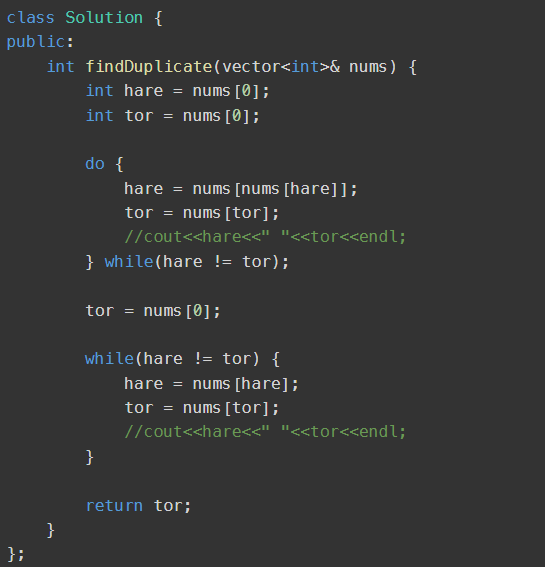 class Solution {
public:
    int findDuplicate(vector<int>& nums) {
        int hare = nums[0];
        int tor = nums[0];

        do {
            hare = nums[nums[hare]];
            tor = nums[tor];
            //cout<<hare<<" "<<tor<<endl;
        } while(hare != tor);

        tor = nums[0];

        while(hare != tor) {
            hare = nums[hare];
            tor = nums[tor];
            //cout<<hare<<" "<<tor<<endl;
        }

        return tor;
    }
};